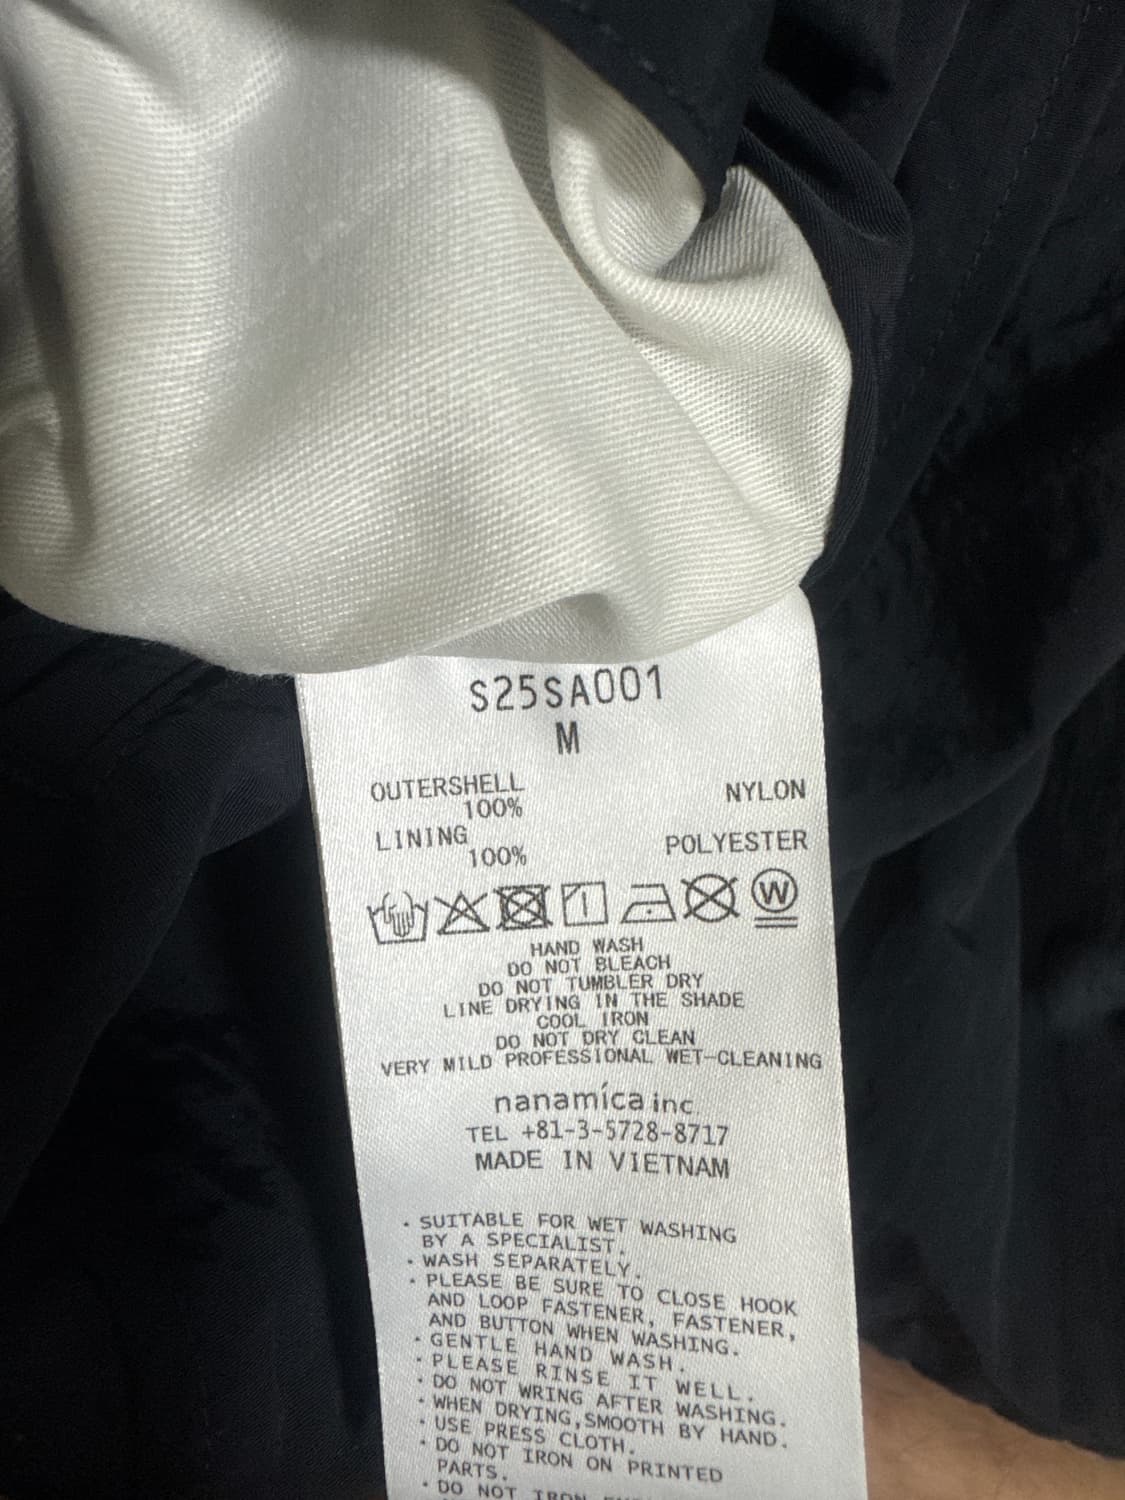 S25SA001
M
OUTERSHELL
100% NYLON
LINING
100% POLYESTER
W
HAND WASH
DO NOT BLEACH
DO NOT TUMBLER DRY
LINE DRYING IN THE SHADE
COOL IRON
DO NOT DRY CLEAN
VERY MILD PROFESSIONAL WET-CLEANING
nanamíca inc.
TEL +81-3-5728-8717
MADE IN VIETNAM
· SUITABLE FOR WET WASHING
BY A SPECIALIST.
· WASH SEPARATELY.
· PLEASE BE SURE TO CLOSE HOOK
AND LOOP FASTENER, FASTENER,
AND BUTTON WHEN WASHING.
· GENTLE HAND WASH.
· PLEASE RINSE IT WELL.
· DO NOT WRING AFTER WASHING.
· WHEN DRYING,SMOOTH BY HAND.
· USE PRESS CLOTH.
· DO NOT IRON ON PRINTED
PARTS.
· DO NOT IRON